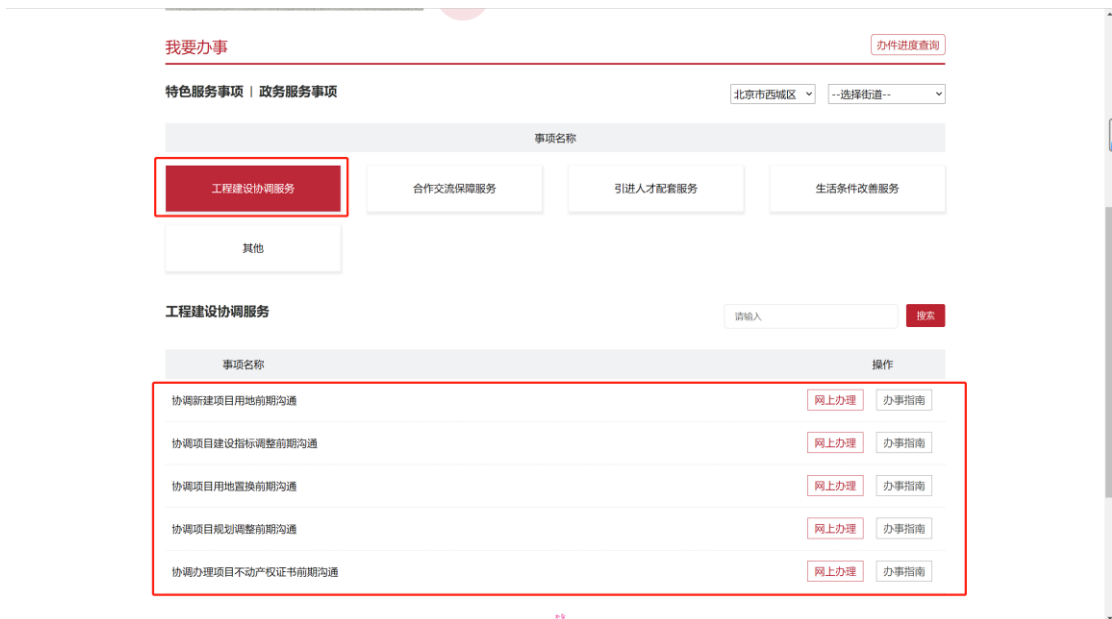 我要办事
办件进度查询
特色服务事项 | 政务服务事项
北京市西城区
--选择街道--
事项名称
工程建设协调服务
合作交流保障服务
引进人才配套服务
生活条件改善服务
其他
工程建设协调服务
请输入
搜索
事项名称
操作
协调新建项目用地前期沟通
网上办理
办事指南
协调项目建设指标调整前期沟通
网上办理
办事指南
协调项目用地置换前期沟通
网上办理
办事指南
协调项目规划调整前期沟通
网上办理
办事指南
协调办理项目不动产权证书前期沟通
网上办理
办事指南